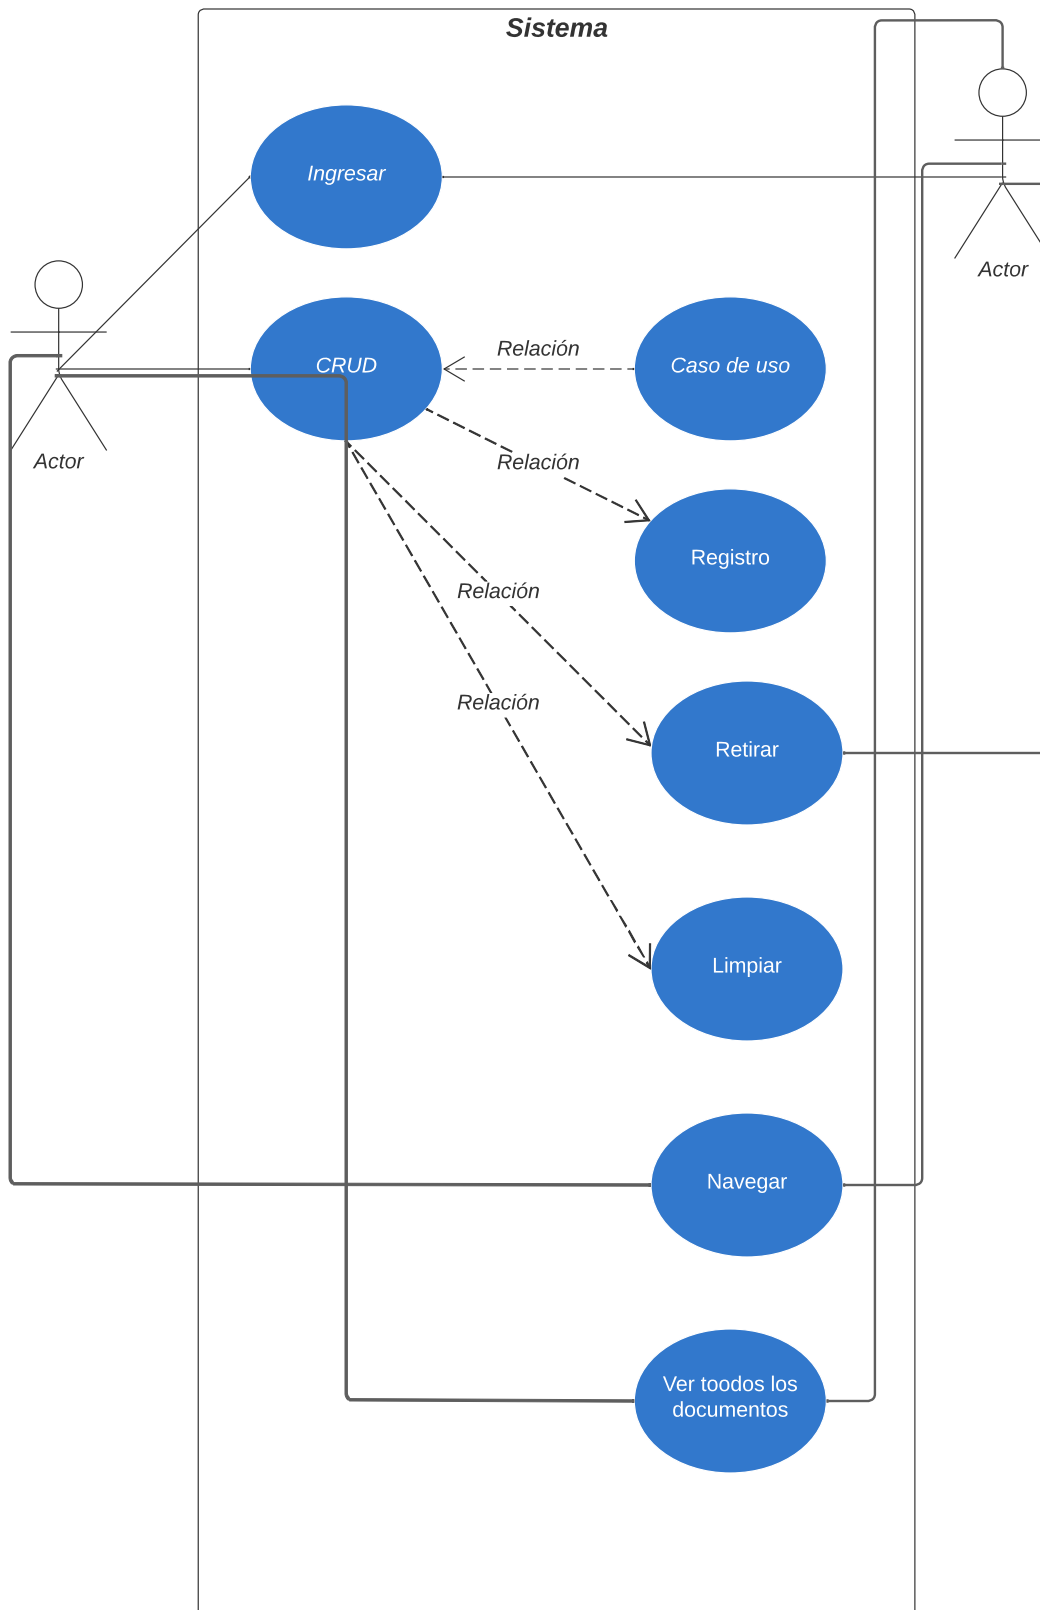 Sistema
Ingresar
Actor
CRUD
Relación
Caso de uso
Actor
Relación
Registro
Relación
Retirar
Relación
Limpiar
Navegar
Ver toodos los
documentos